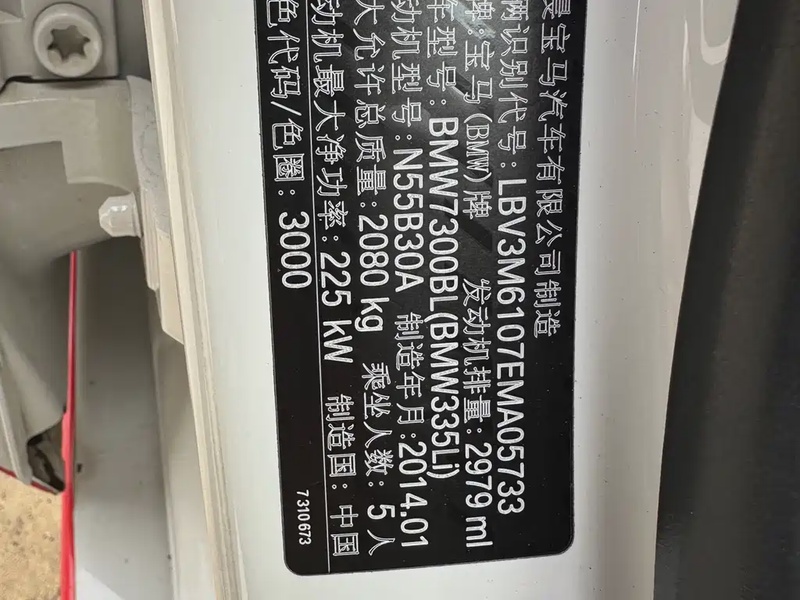 晨宝马汽车有限公司制造
辆识别代号: LBV3M6107EMA05733
牌: 宝马(BMW)牌 发动机排量: 2979 ml
车型号: BMW7300BL(BMW335Li)
动机型号: N55B30A 制造年月: 2014.01
大允许总质量: 2080 kg 乘坐人数: 5人
动机最大净功率: 225 kW 制造国: 中国
色代码/色圈: 3000
7 310 673